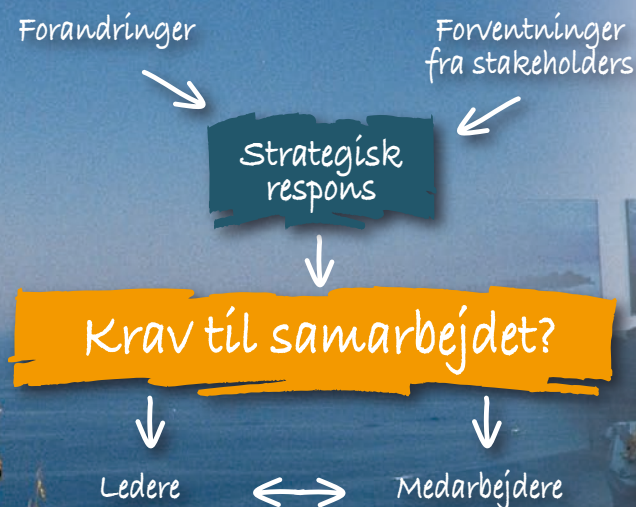 Forandringer
Forventninger
fra stakeholders
Strategisk
respons
Krav til samarbejdet?
Ledere
Medarbejdere